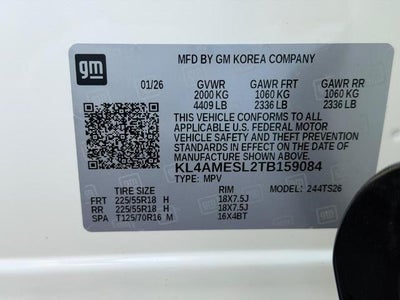 gm
MFD BY GM KOREA COMPANY
01/26 GVWR GAWR FRT GAWR RR
2000 KG 1060 KG 1060 KG
4409 LB 2336 LB 2336 LB
THIS VEHICLE CONFORMS TO ALL APPLICABLE
U.S. FEDERAL MOTOR
VEHICLE SAFETY AND THEFT PREVENTION
STANDARDS IN EFFECT ON THE DATE OF
MANUFACTURE SHOWN ABOVE.
KL4AMESL2TB159084
TYPE: MPV MODEL: 244TS26
TIRE SIZE RIM
FRT 225/55R18 H 18X7.5J
RR 225/55R18 H 18X7.5J
SPA T125/70R16 M 16X4BT